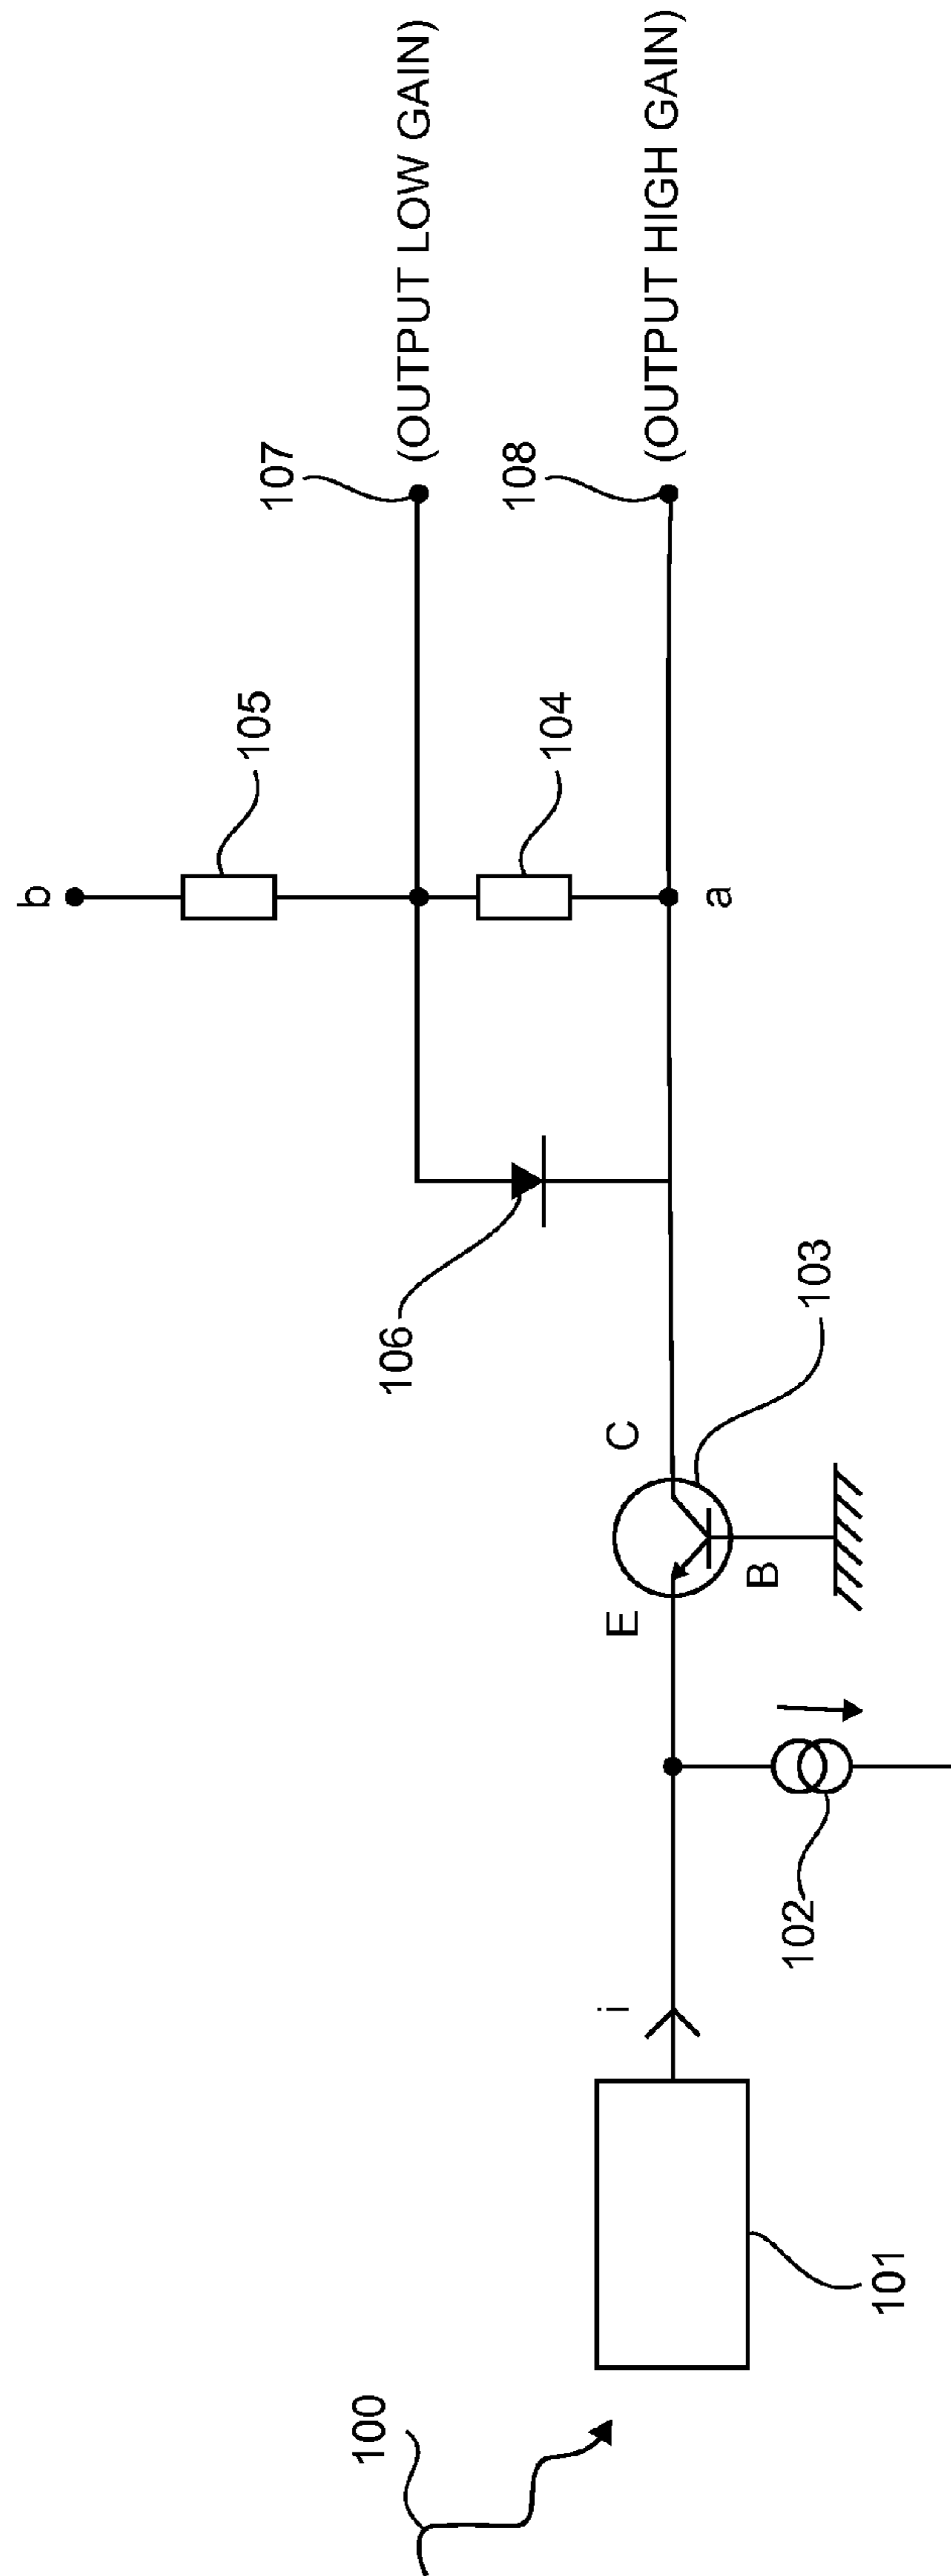 b
105
107
(OUTPUT LOW GAIN)
104
108
(OUTPUT HIGH GAIN)
a
106
C
103
E
B
i
102
100
101